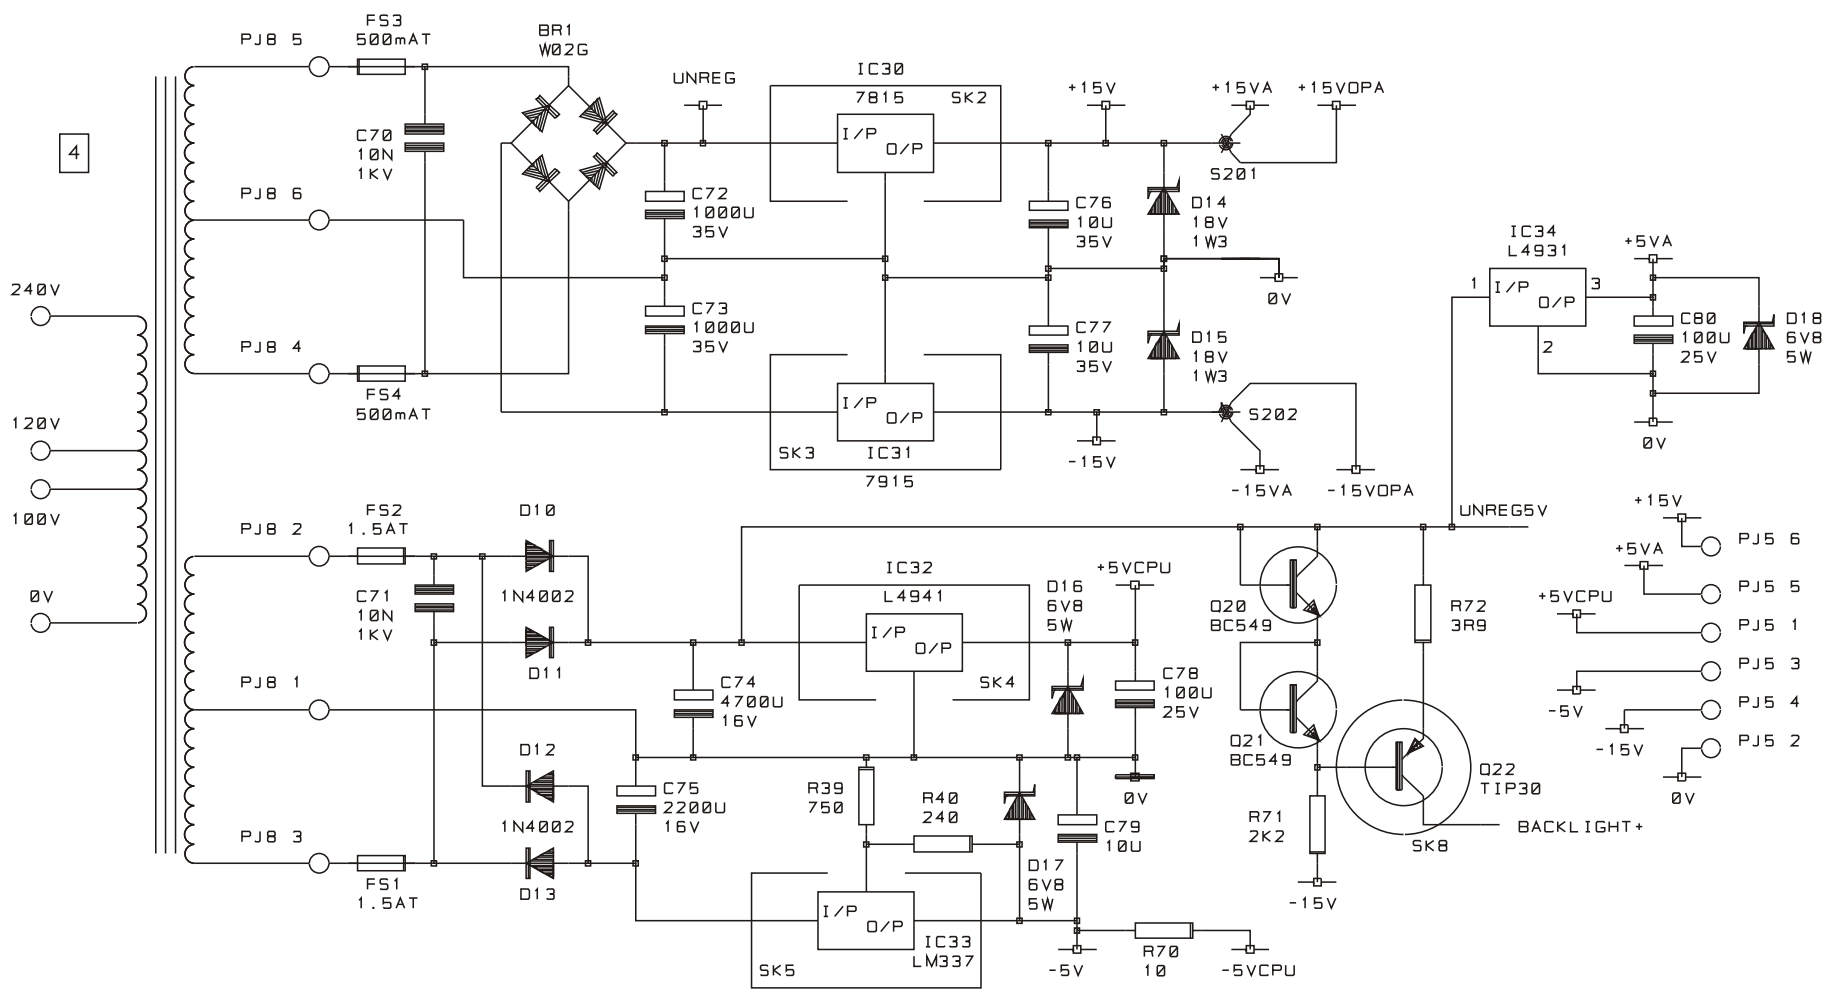 FS3
500mAT
PJ8 5
BR1
W02G
UNREG
IC30
7815
SK2
I/P
O/P
+15V
+15VA
+15VOPA
4
C70
10N
1KV
S201
PJ8 6
C72
1000U
35V
C76
10U
35V
D14
18V
1W3
IC34
L4931
+5VA
1
I/P
O/P
3
2
0V
240V
C73
1000U
35V
C77
10U
35V
D15
18V
1W3
C80
100U
25V
D18
6V8
5W
0V
PJ8 4
FS4
500mAT
I/P
O/P
SK3
IC31
7915
S202
-15V
-15VA
-15VOPA
120V
100V
0V
PJ8 2
FS2
1.5AT
D10
1N4002
C71
10N
1KV
D11
UNREG5V
IC32
L4941
I/P
O/P
SK4
D16
6V8
5W
+5VCPU
Q20
BC549
R72
3R9
+15V
PJ5 6
+5VA
PJ5 5
+5VCPU
PJ5 1
PJ5 3
-5V
PJ5 4
-15V
PJ5 2
0V
PJ8 1
C74
4700U
16V
C78
100U
25V
Q21
BC549
Q22
TIP30
D12
1N4002
C75
2200U
16V
R39
750
R40
240
0V
C79
10U
R71
2K2
BACKLIGHT+
SK8
PJ8 3
FS1
1.5AT
D13
D17
6V8
5W
-15V
I/P
O/P
IC33
LM337
SK5
-5V
R70
10
-5VCPU